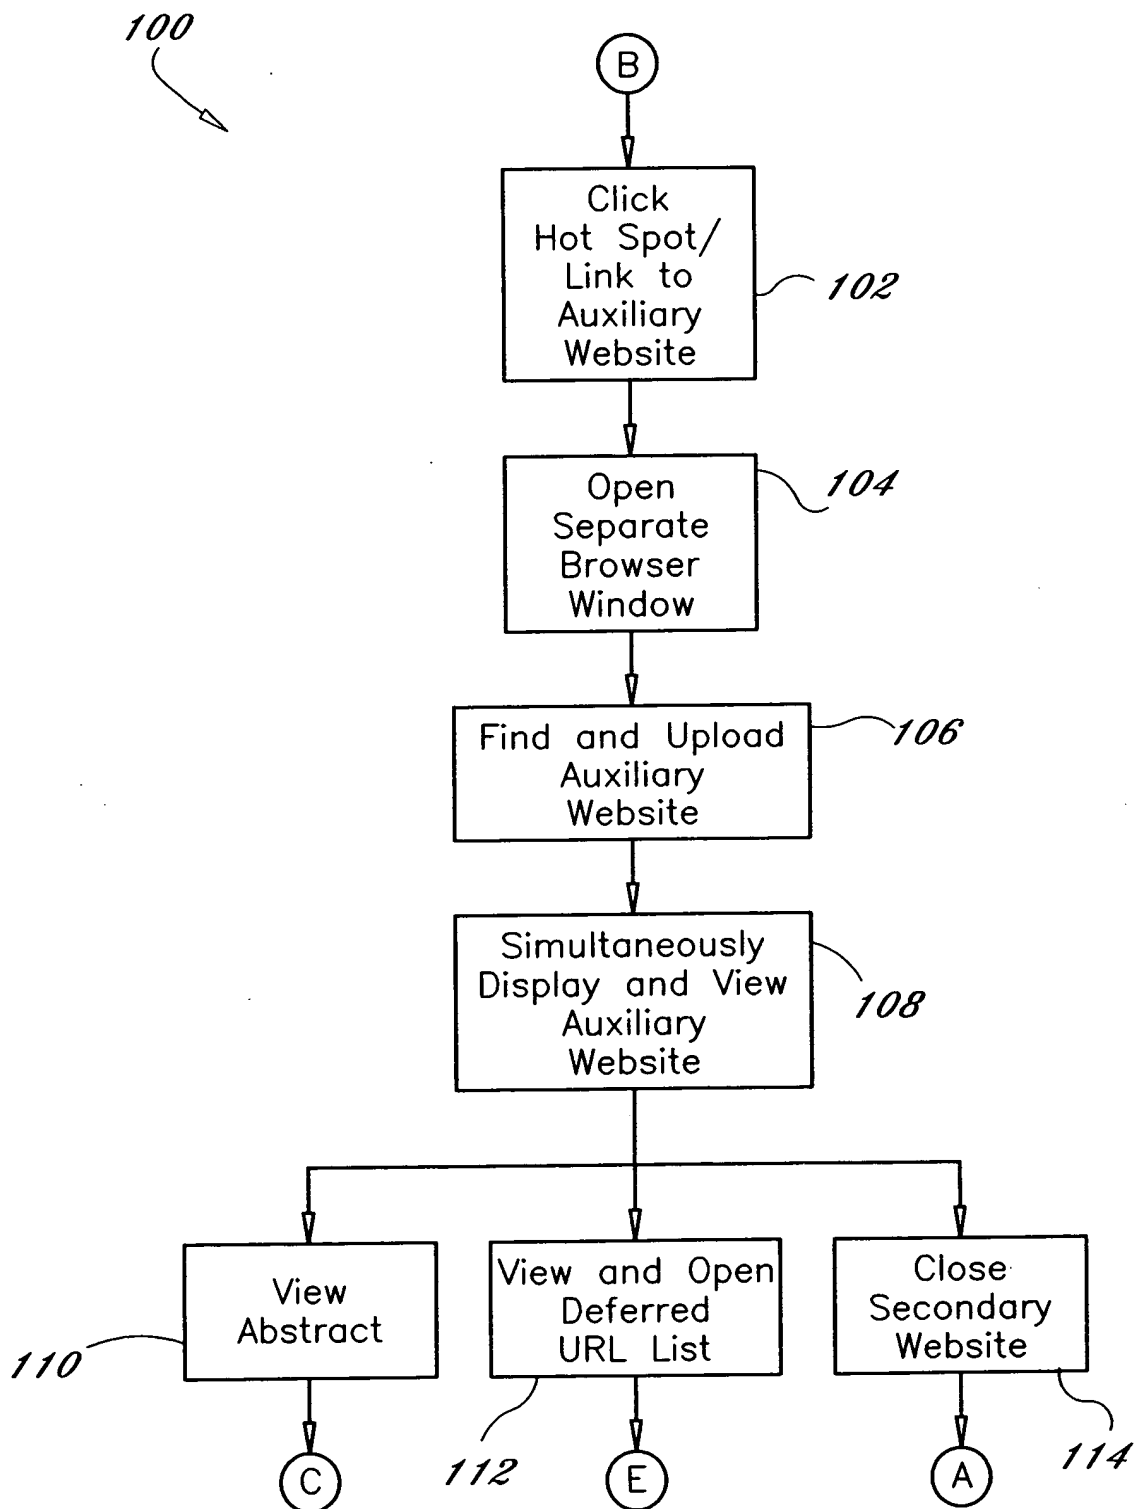 100
B
Click
Hot Spot/
Link to
Auxiliary
Website
102
Open
Separate
Browser
Window
104
Find and Upload
Auxiliary
Website
106
Simultaneously
Display and View
Auxiliary
Website
108
View
Abstract
110
View and Open
Deferred
URL List
112
Close
Secondary
Website
114
C
E
A